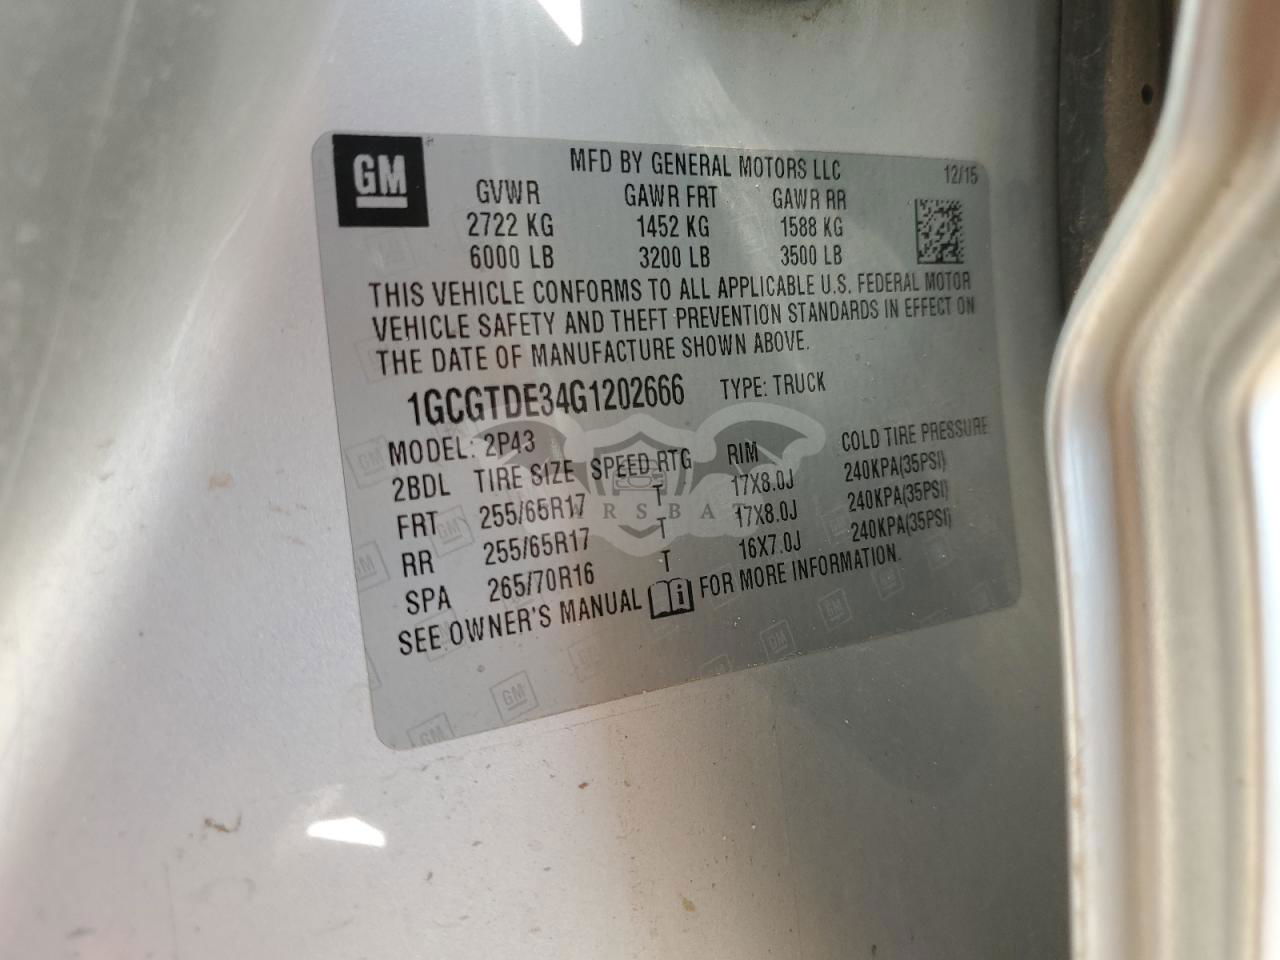 GM
MFD BY GENERAL MOTORS LLC 12/15
GVWR GAWR FRT GAWR RR
2722 KG 1452 KG 1588 KG
6000 LB 3200 LB 3500 LB
THIS VEHICLE CONFORMS TO ALL APPLICABLE U.S. FEDERAL MOTOR
VEHICLE SAFETY AND THEFT PREVENTION STANDARDS IN EFFECT ON
THE DATE OF MANUFACTURE SHOWN ABOVE.
1GCGTDE34G1202666 TYPE: TRUCK
MODEL: 2P43
2BDL TIRE SIZE SPEED RTG RIM COLD TIRE PRESSURE
FRT 255/65R17 T 17X8.0J 240KPA(35PSI)
RR 255/65R17 T 17X8.0J 240KPA(35PSI)
SPA 265/70R16 T 16X7.0J 240KPA(35PSI)
SEE OWNER'S MANUAL i FOR MORE INFORMATION.